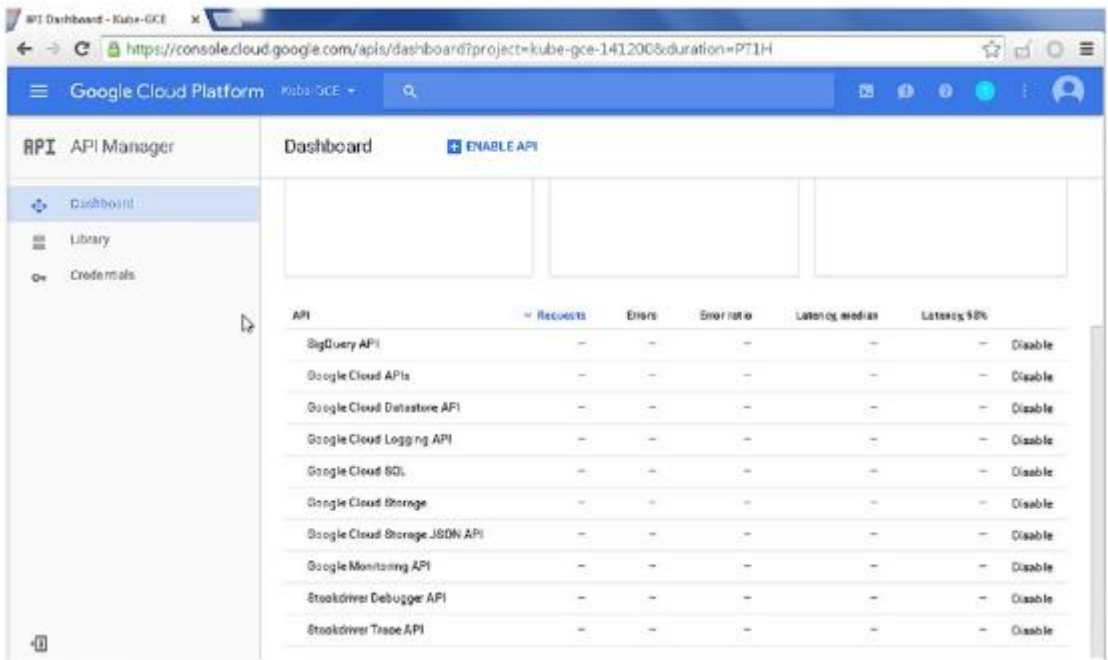 API Dashboard - Kube-GCE
https://console.cloud.google.com/apis/dashboard?project=kube-gce-141200&duration=PT1H
Google Cloud Platform Kube-GCE
API API Manager Dashboard ENABLE API
Dashboard
Library
Credentials
API Requests Errors Error ratio Latency, median Latency, 98%
BigQuery API – – – – – Disable
Google Cloud APIs – – – – – Disable
Google Cloud Datastore API – – – – – Disable
Google Cloud Logging API – – – – – Disable
Google Cloud SQL – – – – – Disable
Google Cloud Storage – – – – – Disable
Google Cloud Storage JSON API – – – – – Disable
Google Monitoring API – – – – – Disable
Stackdriver Debugger API – – – – – Disable
Stackdriver Trace API – – – – – Disable